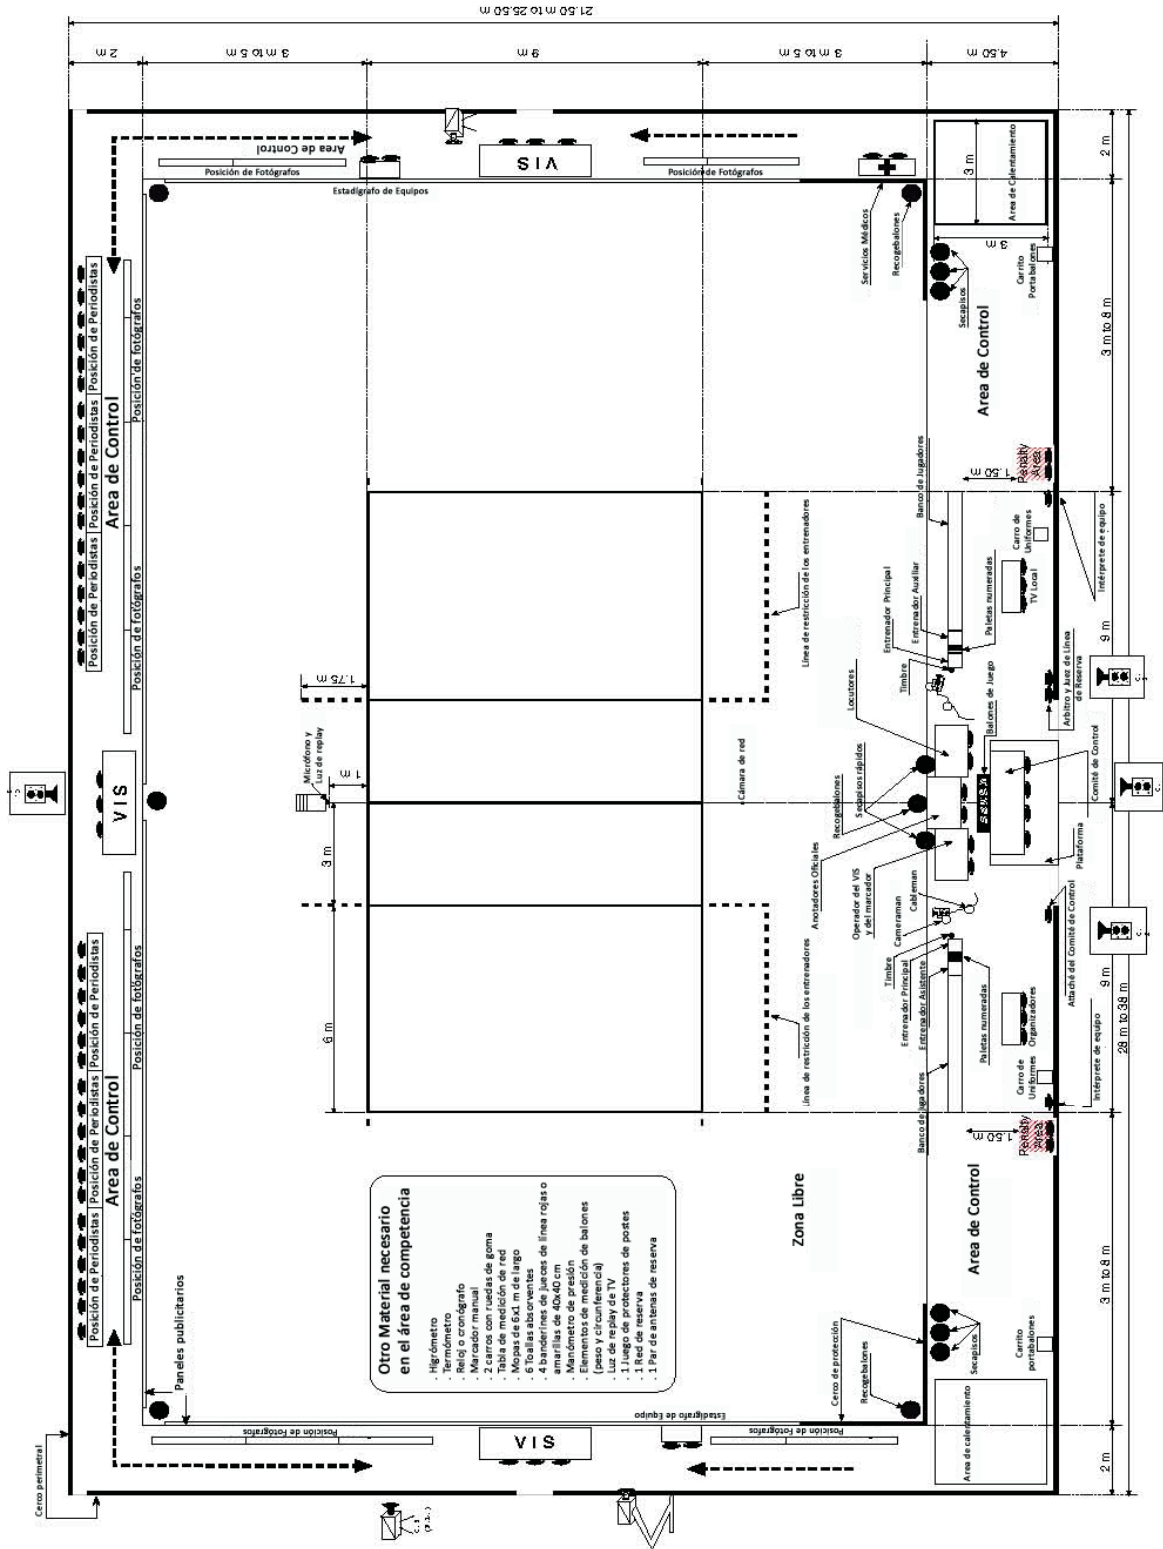 21.50 m to 25.50 m
2 m
3 m to 5 m
9 m
3 m to 5 m
4.50 m
Cerco perimetral
Paneles publicitarios
Area de Control
Posición de Periodistas
Posición de Periodistas
Posición de Periodistas
Posición de fotógrafos
Posición de fotógrafos
VIS
Area de Control
Posición de Periodistas
Posición de Periodistas
Posición de Periodistas
Posición de fotógrafos
Posición de fotógrafos
Area de Control
Posición de Fotógrafos
Estadígrafo de Equipos
VIS
Posición de Fotógrafos
Posición de Fotógrafos
VIS
Estadígrafo de Equipo
Posición de Fotógrafos
Micrófono y
Luz de replay
1 m
1.75 m
6 m
3 m
Otro Material necesario
en el área de competencia
. Higrómetro
. Termómetro
. Reloj o cronógrafo
. Marcador manual
. 2 carros con ruedas de goma
. Tabla de medición de red
. Mopas de 6x1 m de largo
. 6 Toallas absorventes
. 4 banderines de jueces de línea rojas o
amarillas de 40x40 cm
. Manómetro de presión
. Elementos de medición de balones
(peso y circunferencia)
. Luz de replay de TV
. 1 Juego de protectores de postes
. 1 Red de reserva
. 1 Par de antenas de reserva
Zona Libre
Cámara de red
Línea de restricción de los entrenadores
Línea de restricción de los entrenadores
Cerco de protección
Recogebalones
Servicios Médicos
Recogebalones
Anotadores Oficiales
Recogebalones
Secapisos rápidos
Locutores
Operador del VIS
y del marcador
Cameraman
Cableman
Timbre
Entrenador Principal
Entrenador Asistente
Banco de Jugadores
Paletas numeradas
Timbre
Entrenador Principal
Entrenador Auxiliar
Banco de Jugadores
Paletas numeradas
Balones de Juego
Area de calentamiento
Secapisos
Carrito
portabalones
Area de Control
1.50 m
Penalty
Area
Carro de
Uniformes
Organizadores
Intérprete de equipo
Attaché del Comité de Control
Plataforma
Comité de Control
Arbitro y Juez de Línea
de Reserva
TV Local
Carro de
Uniformes
Intérprete de equipo
1.50 m
Penalty
Area
Area de Control
Secapisos
Carrito
Portabalones
3 m
3 m
Area de Calentamiento
2 m
3 m to 8 m
9 m
9 m
3 m to 8 m
2 m
28 m to 38 m